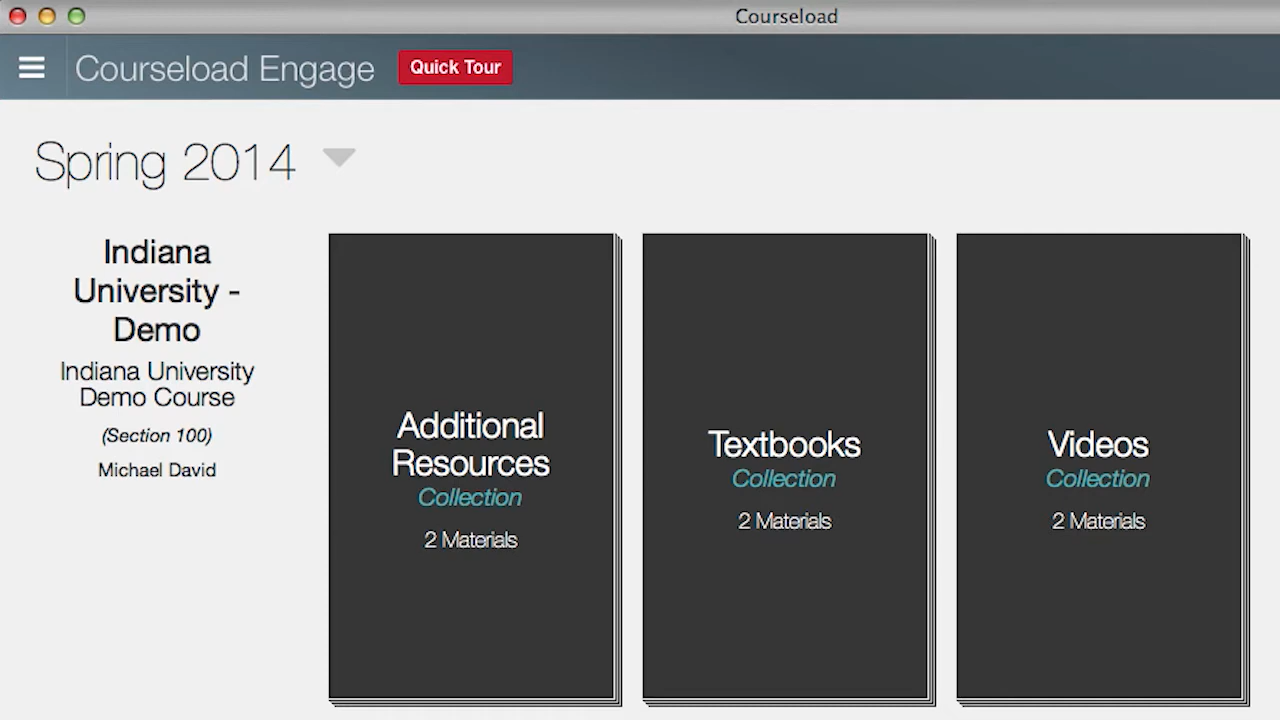 Courseload
Courseload Engage
Quick Tour
Spring 2014
Indiana
University -
Demo
Indiana University
Demo Course
(Section 100)
Michael David
Additional
Resources
Collection
2 Materials
Textbooks
Collection
2 Materials
Videos
Collection
2 Materials